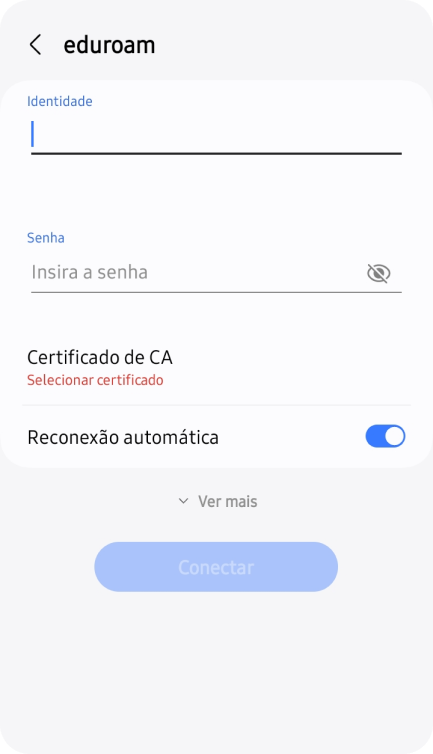 eduroam
Identidade
Senha
Insira a senha
Certificado de CA
Selecionar certificado
Reconexão automática
Ver mais
Conectar